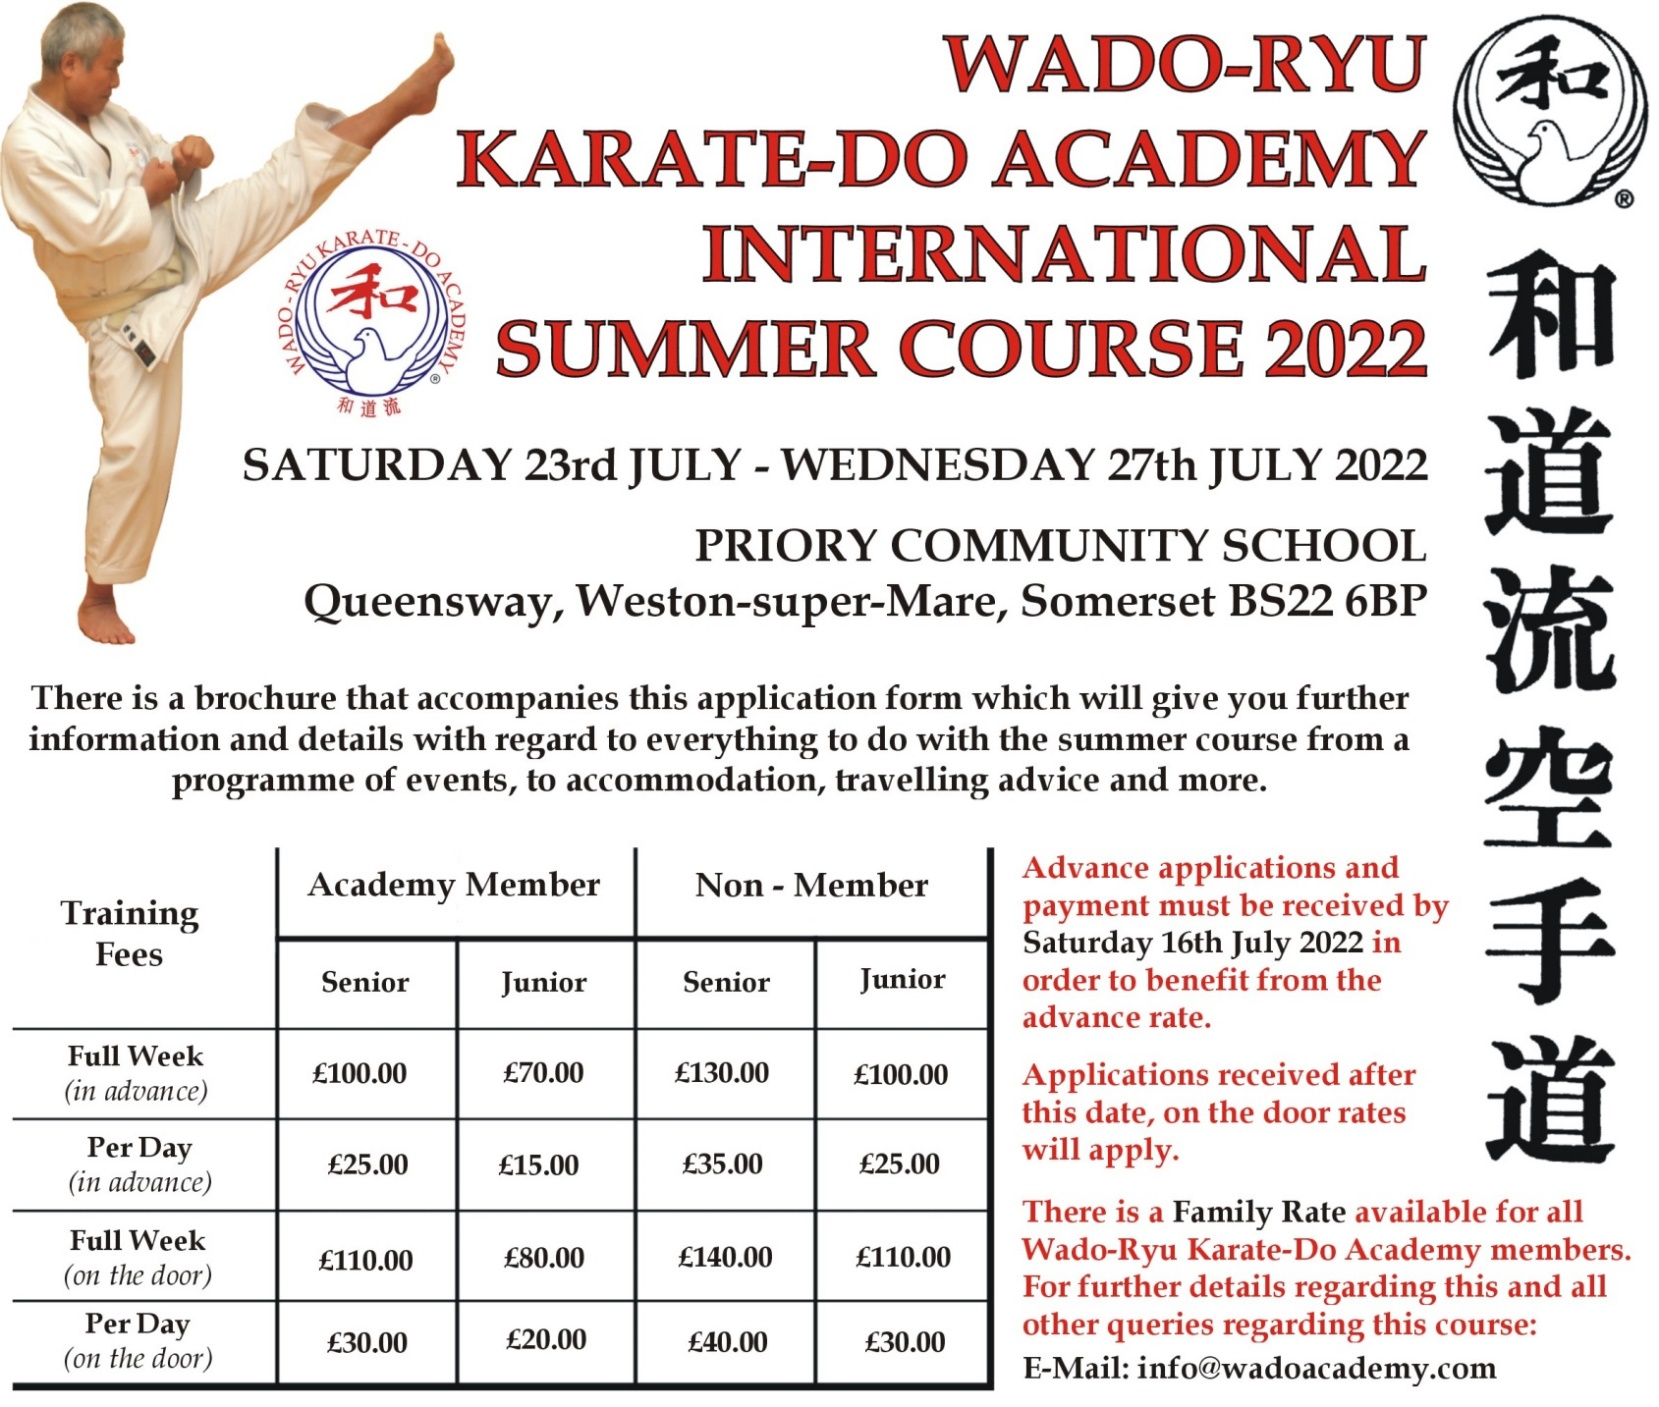 WADO-RYU
KARATE-DO ACADEMY
INTERNATIONAL
SUMMER COURSE 2022
和
®
WADO-RYU KARATE-DO ACADEMY
和
®
和道流
SATURDAY 23rd JULY - WEDNESDAY 27th JULY 2022
PRIORY COMMUNITY SCHOOL
Queensway, Weston-super-Mare, Somerset BS22 6BP
和道流空手道
There is a brochure that accompanies this application form which will give you further
information and details with regard to everything to do with the summer course from a
programme of events, to accommodation, travelling advice and more.
Training
Fees
Academy Member
Non - Member
Senior
Junior
Senior
Junior
Full Week
(in advance)
£100.00
£70.00
£130.00
£100.00
Per Day
(in advance)
£25.00
£15.00
£35.00
£25.00
Full Week
(on the door)
£110.00
£80.00
£140.00
£110.00
Per Day
(on the door)
£30.00
£20.00
£40.00
£30.00
Advance applications and
payment must be received by
Saturday 16th July 2022 in
order to benefit from the
advance rate.
Applications received after
this date, on the door rates
will apply.
There is a Family Rate available for all
Wado-Ryu Karate-Do Academy members.
For further details regarding this and all
other queries regarding this course:
E-Mail: info@wadoacademy.com